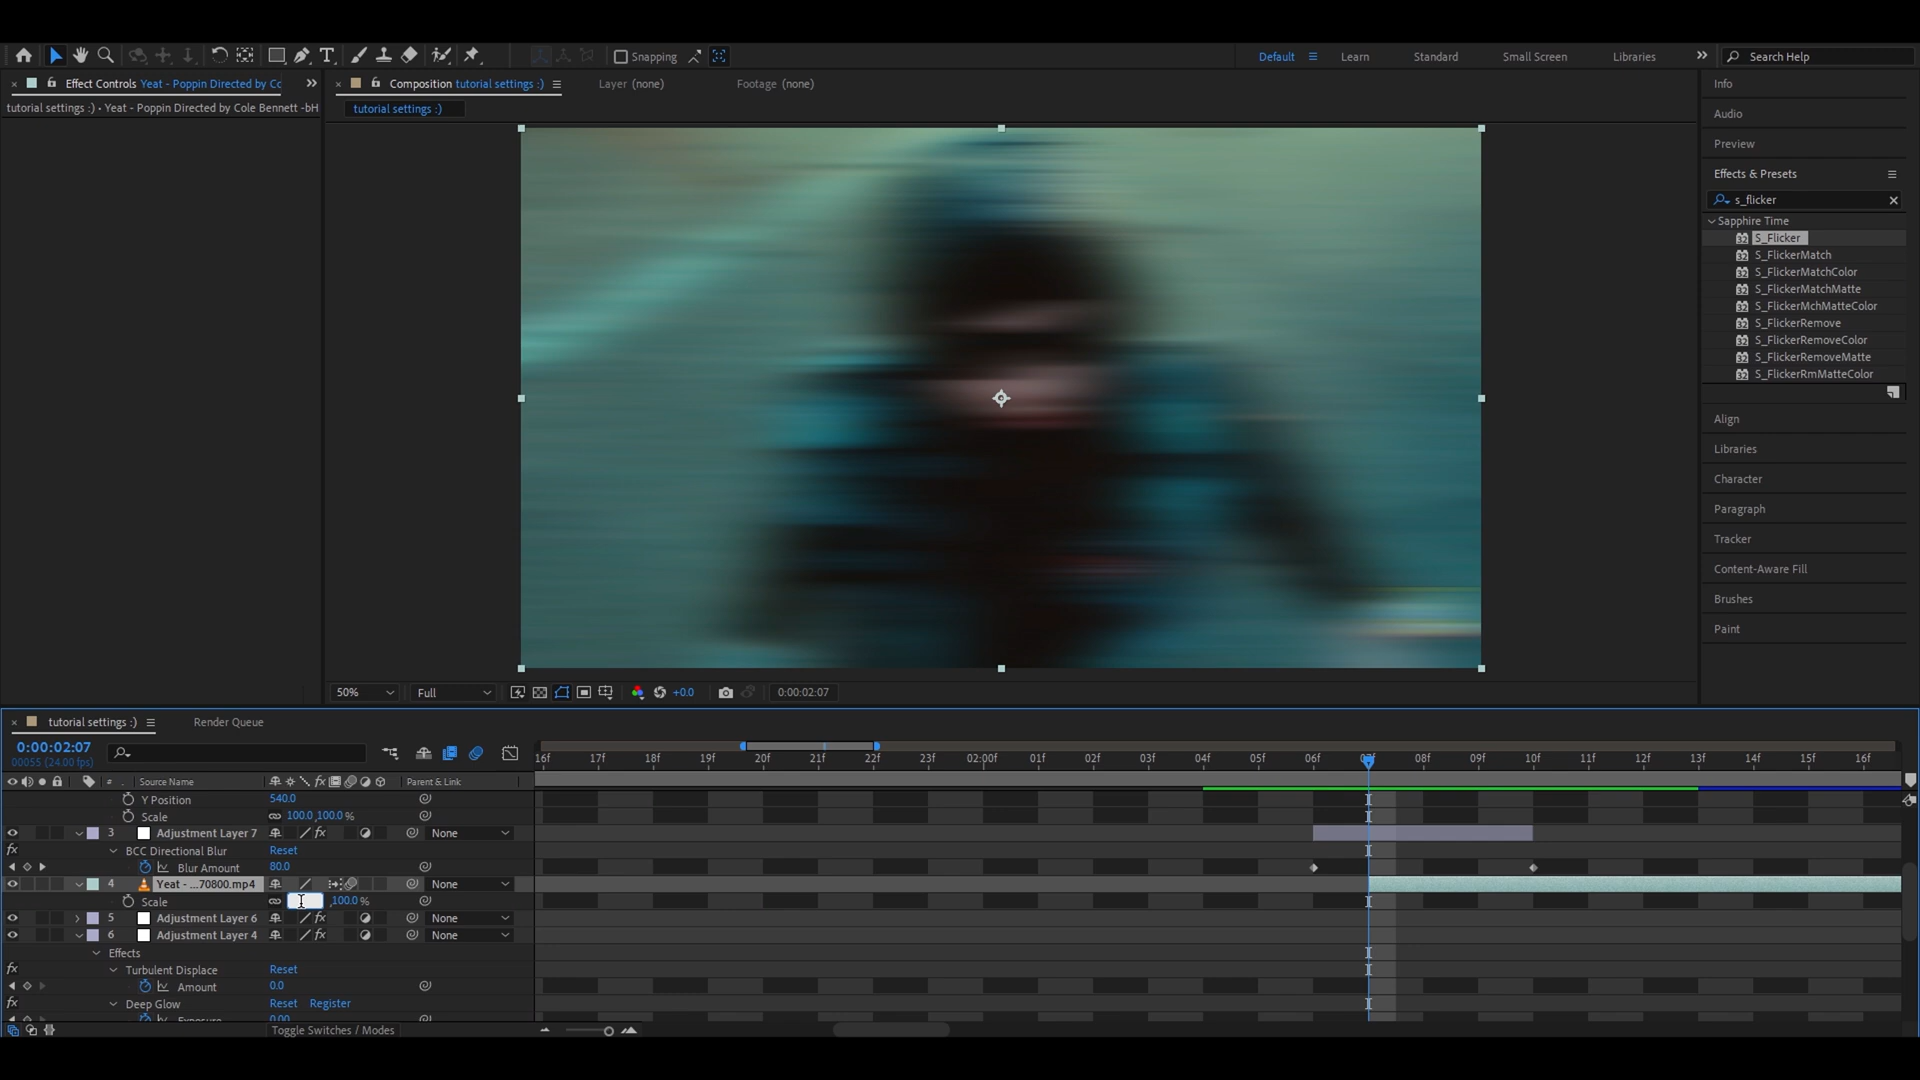 Snapping
Default
Learn
Standard
Small Screen
Libraries
Search Help
Effect Controls Yeat - Poppin Directed by Cc
Composition tutorial settings :)
Layer (none)
Footage (none)
tutorial settings :) • Yeat - Poppin Directed by Cole Bennett -bH
tutorial settings :)
Info
Audio
Preview
Effects & Presets
s_flicker
Sapphire Time
S_Flicker
S_FlickerMatch
S_FlickerMatchColor
S_FlickerMatchMatte
S_FlickerMchMatteColor
S_FlickerRemove
S_FlickerRemoveColor
S_FlickerRemoveMatte
S_FlickerRmMatteColor
Align
Libraries
Character
Paragraph
Tracker
Content-Aware Fill
Brushes
Paint
50%
Full
+0.0
0:00:02:07
tutorial settings :)
Render Queue
0:00:02:07
00055 (24.00 fps)
16f 17f 18f 19f 20f 21f 22f 23f 02:00f 01f 02f 03f 04f 05f 06f 08f 09f 10f 11f 12f 13f 14f 15f 16f
# Source Name
Parent & Link
Y Position 540.0
Scale 100.0,100.0%
3 Adjustment Layer 7 None
BCC Directional Blur Reset
Blur Amount 80.0
4 Yeat - ...70800.mp4 None
Scale ,100.0%
5 Adjustment Layer 6 None
6 Adjustment Layer 4 None
Effects
Turbulent Displace Reset
Amount 0.0
Deep Glow Reset Register
Toggle Switches / Modes